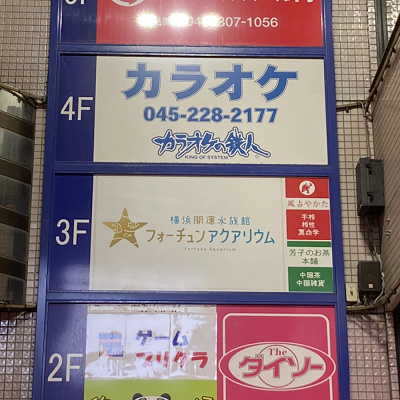 807-1056
4F
カラオケ
045-228-2177
カラオケの鉄人
KING OF SYSTEM
3F
横浜開運水族館
フォーチュンアクアリウム
Fortune Aquarium
風占やかた
手相
相性
算命学
芳子のお茶
本舗
中国茶
中国雑貨
2F
ゲーム
プリクラ
The
ダイソー